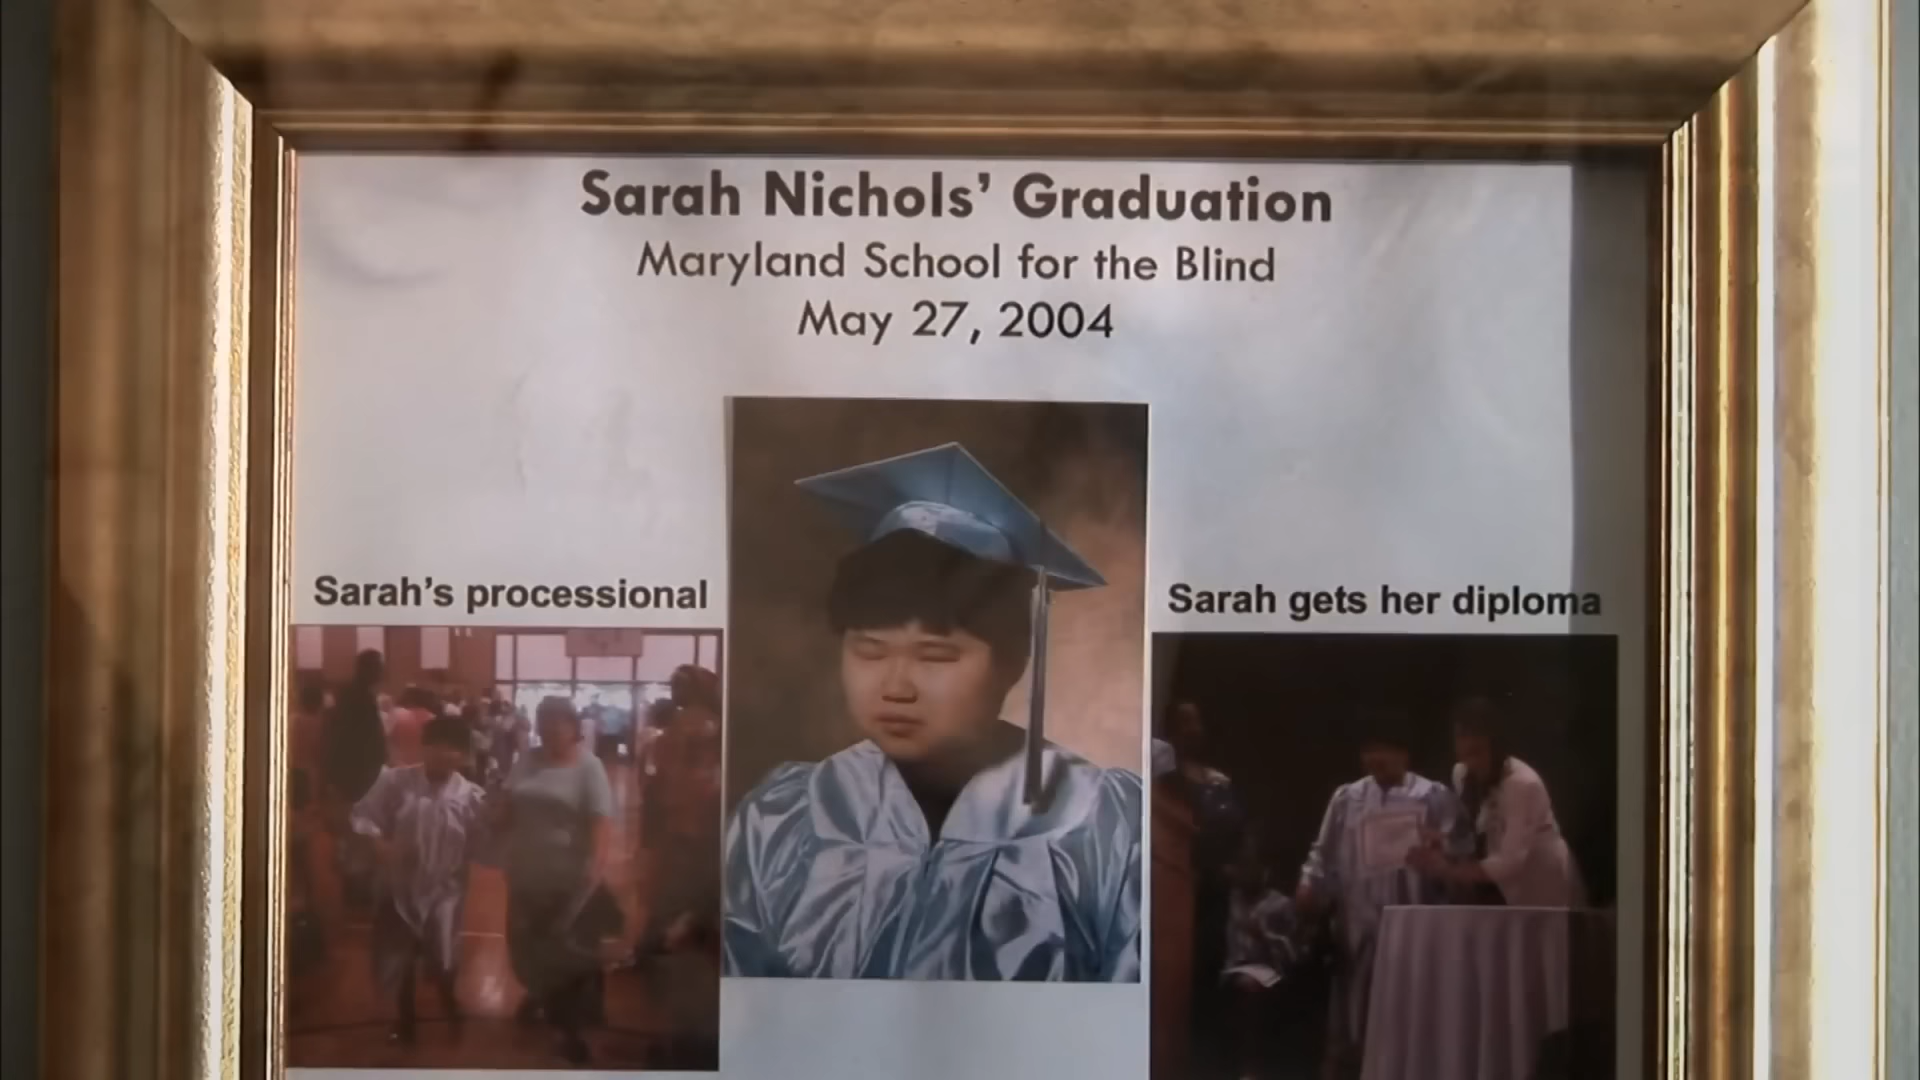 Sarah Nichols’ Graduation
Maryland School for the Blind
May 27, 2004
Sarah’s processional
Sarah gets her diploma